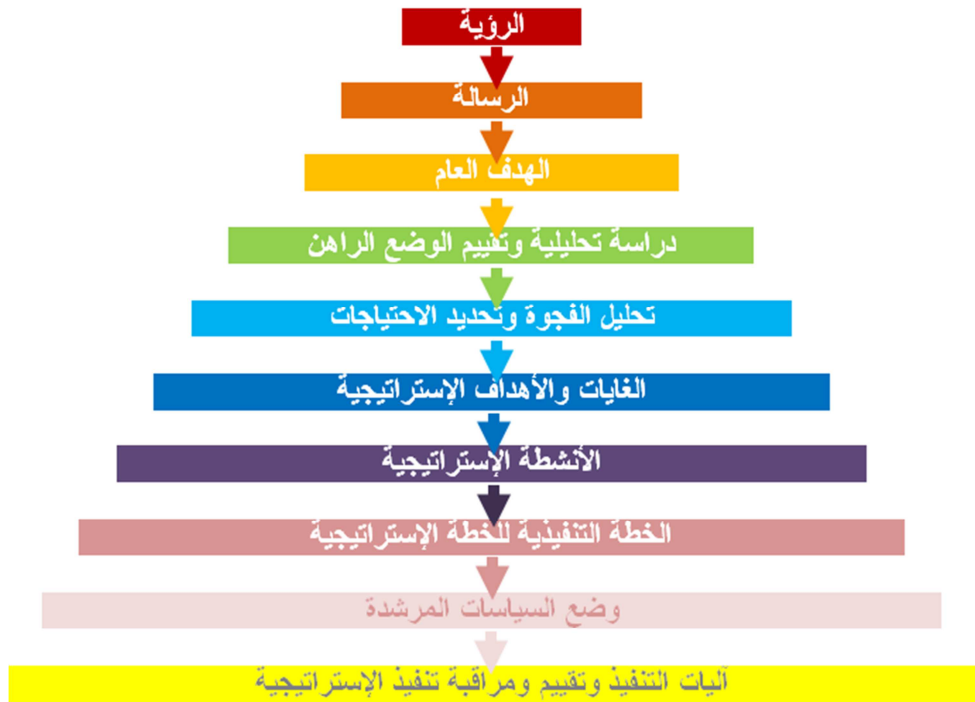 الرؤية
الرسالة
الهدف العام
دراسة تحليلية وتقييم الوضع الراهن
تحليل الفجوة وتحديد الاحتياجات
الغايات والأهداف الإستراتيجية
الأنشطة الإستراتيجية
الخطة التنفيذية للخطة الإستراتيجية
وضع السياسات المرشدة
آليات التنفيذ وتقييم ومراقبة تنفيذ الإستراتيجية